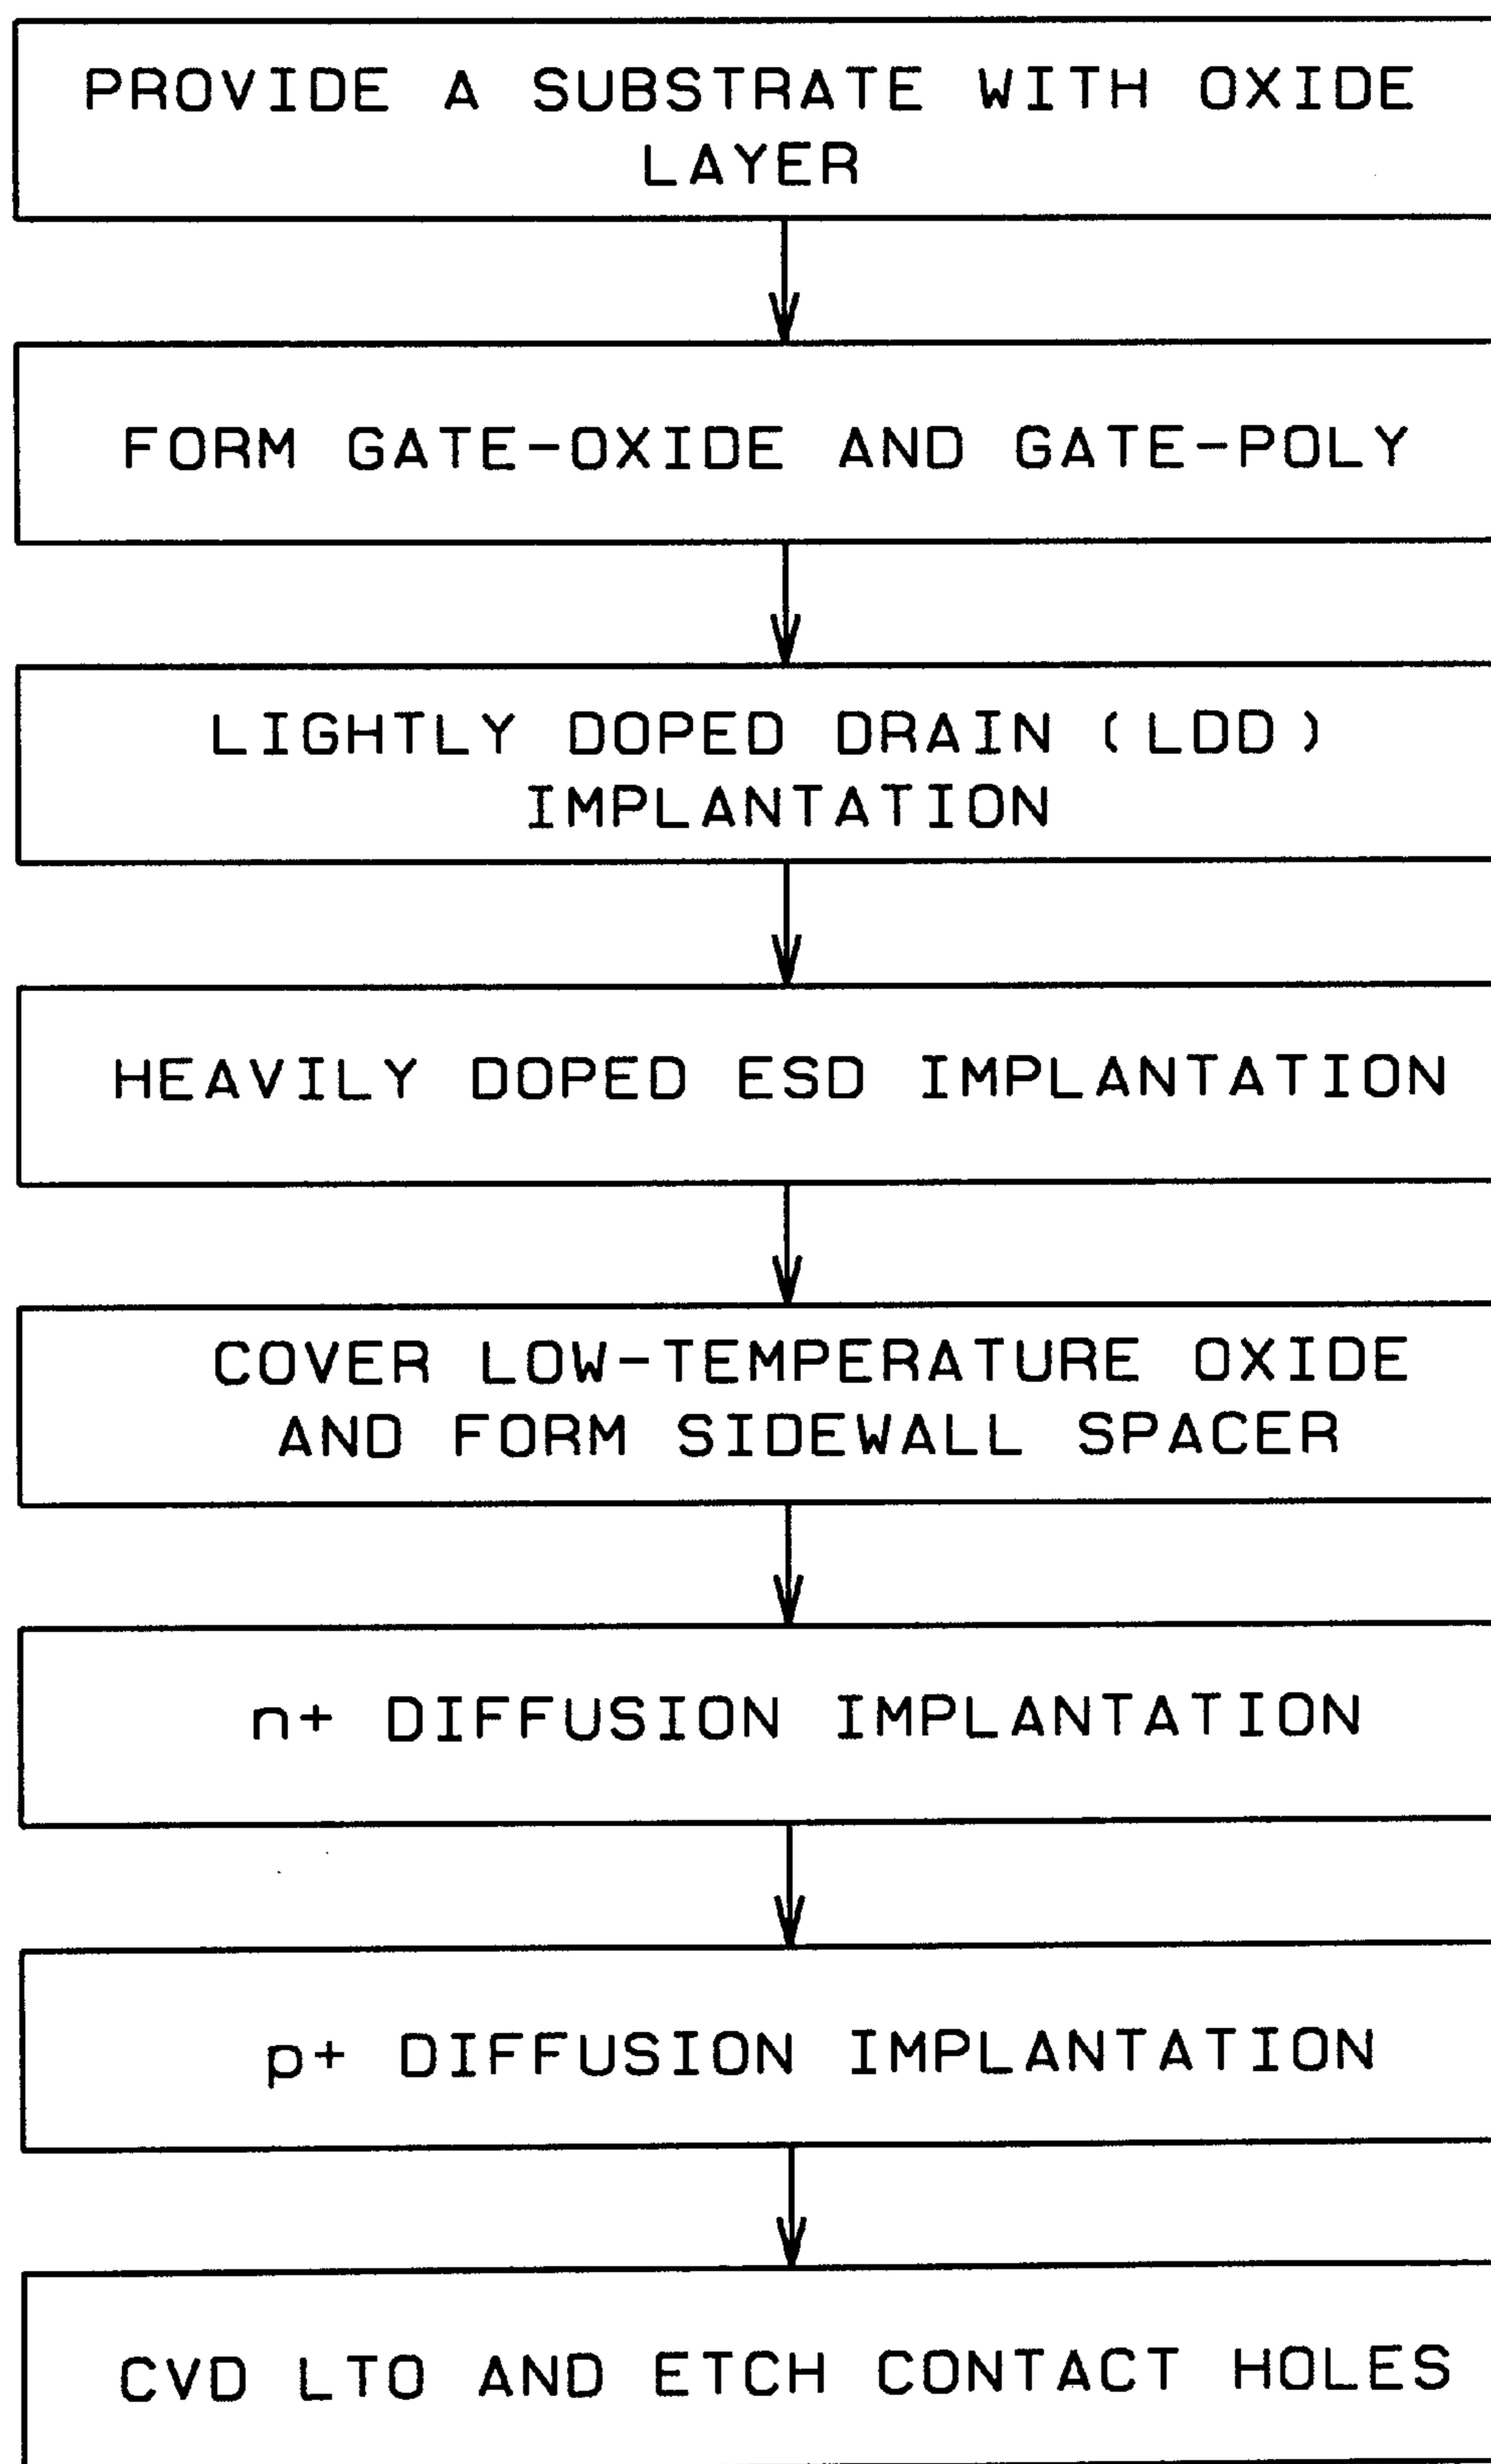 PROVIDE A SUBSTRATE WITH OXIDE
LAYER
FORM GATE-OXIDE AND GATE-POLY
LIGHTLY DOPED DRAIN (LDD)
IMPLANTATION
HEAVILY DOPED ESD IMPLANTATION
COVER LOW-TEMPERATURE OXIDE
AND FORM SIDEWALL SPACER
n+ DIFFUSION IMPLANTATION
p+ DIFFUSION IMPLANTATION
CVD LTO AND ETCH CONTACT HOLES